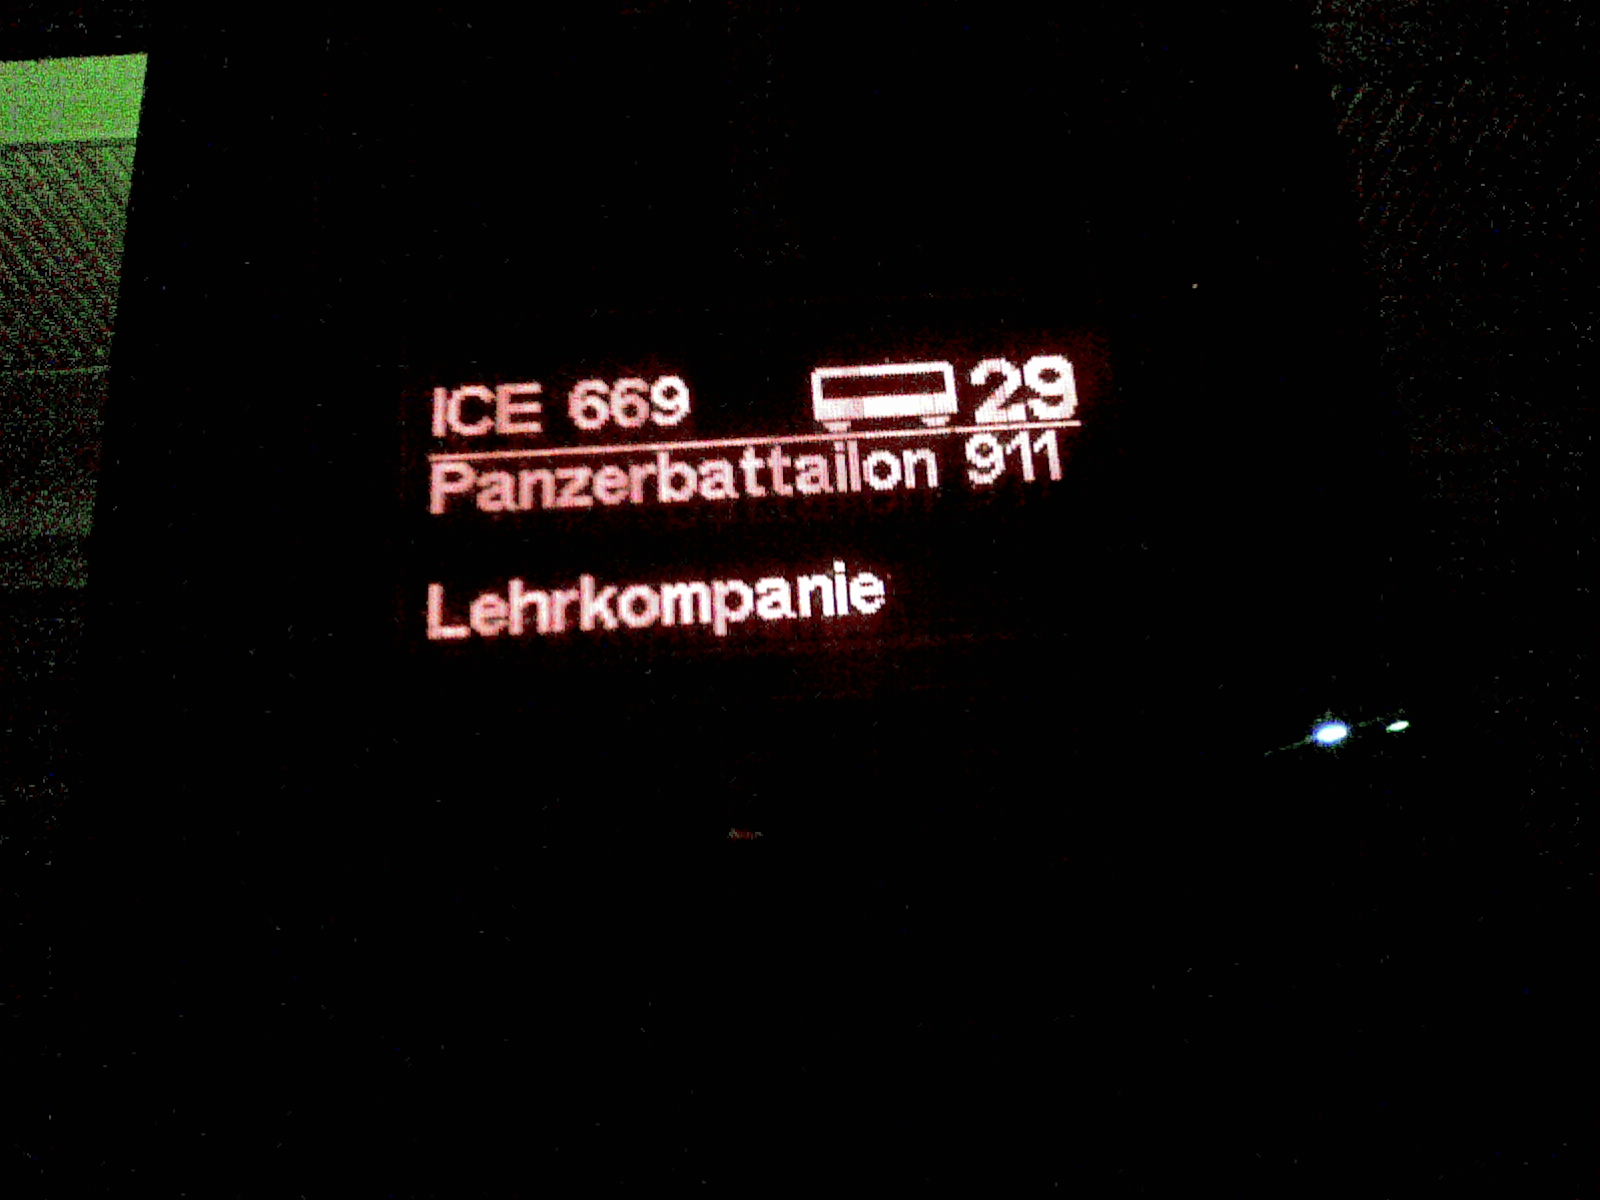 ICE 669 29
Panzerbattailon 911
Lehrkompanie